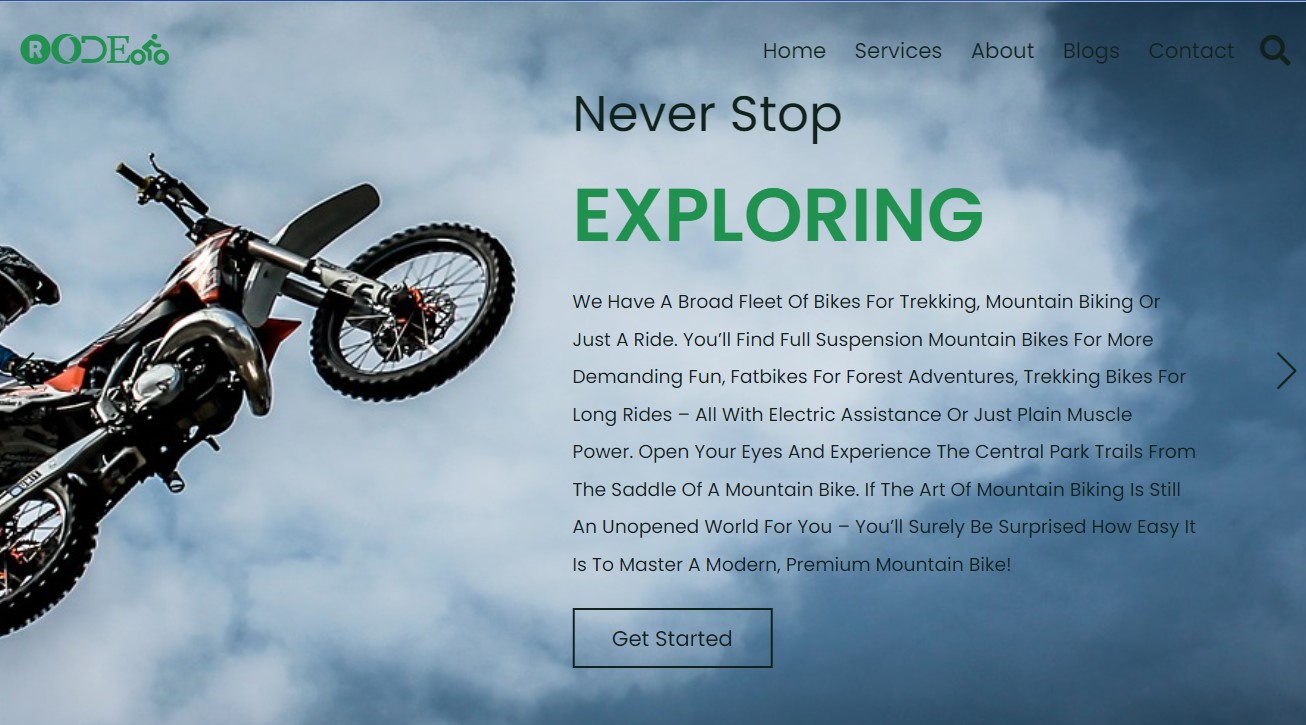 RODE
Home Services About Blogs Contact
Never Stop
EXPLORING
We Have A Broad Fleet Of Bikes For Trekking, Mountain Biking Or
Just A Ride. You’ll Find Full Suspension Mountain Bikes For More
Demanding Fun, Fatbikes For Forest Adventures, Trekking Bikes For
Long Rides – All With Electric Assistance Or Just Plain Muscle
Power. Open Your Eyes And Experience The Central Park Trails From
The Saddle Of A Mountain Bike. If The Art Of Mountain Biking Is Still
An Unopened World For You – You’ll Surely Be Surprised How Easy It
Is To Master A Modern, Premium Mountain Bike!
Get Started